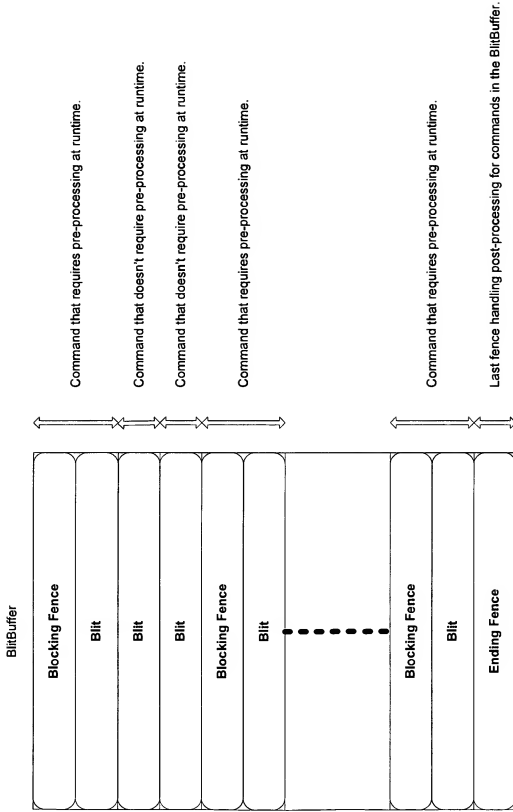 BlitBuffer
Blocking Fence
Blit
Command that requires pre-processing at runtime.
Blit
Command that doesn't require pre-processing at runtime.
Blit
Command that doesn't require pre-processing at runtime.
Blocking Fence
Blit
Command that requires pre-processing at runtime.
Blocking Fence
Blit
Command that requires pre-processing at runtime.
Ending Fence
Last fence handling post-processing for commands in the BlitBuffer.